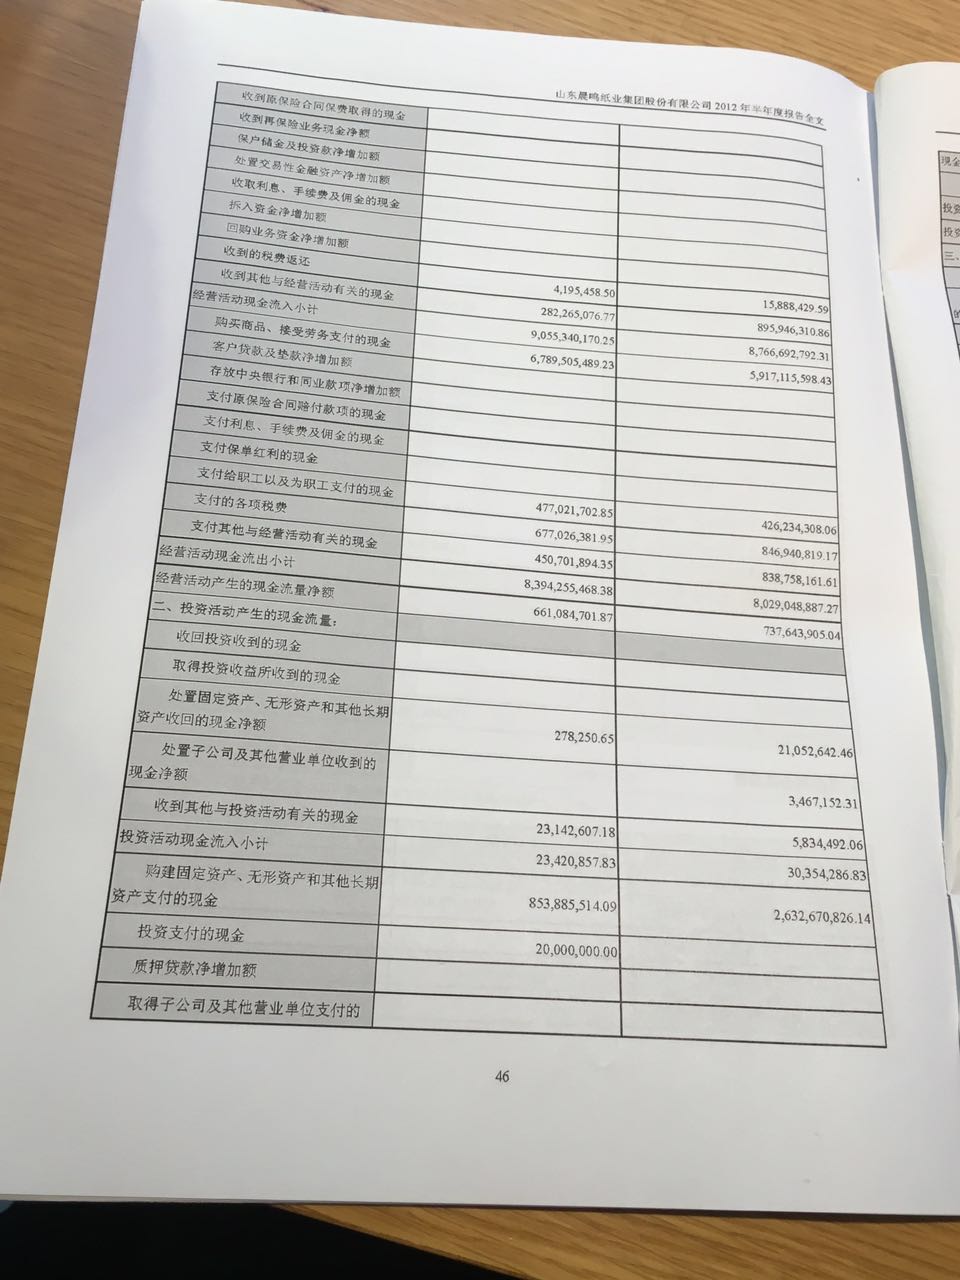 山东晨鸣纸业集团股份有限公司 2012 年半年度报告全文
收到原保险合同保费取得的现金
收到再保险业务现金净额
保户储金及投资款净增加额
处置交易性金融资产净增加额
收取利息、手续费及佣金的现金
拆入资金净增加额
回购业务资金净增加额
收到的税费返还 4,195,458.50 15,888,429.59
收到其他与经营活动有关的现金 282,265,076.77 895,946,310.86
经营活动现金流入小计 9,055,340,170.25 8,766,692,792.31
购买商品、接受劳务支付的现金 6,789,505,489.23 5,917,115,598.43
客户贷款及垫款净增加额
存放中央银行和同业款项净增加额
支付原保险合同赔付款项的现金
支付利息、手续费及佣金的现金
支付保单红利的现金
支付给职工以及为职工支付的现金 477,021,702.85 426,234,308.06
支付的各项税费 677,026,381.95 846,940,819.17
支付其他与经营活动有关的现金 450,701,894.35 838,758,161.61
经营活动现金流出小计 8,394,255,468.38 8,029,048,887.27
经营活动产生的现金流量净额 661,084,701.87 737,643,905.04
二、投资活动产生的现金流量:
收回投资收到的现金
取得投资收益所收到的现金
处置固定资产、无形资产和其他长期
资产收回的现金净额 278,250.65 21,052,642.46
处置子公司及其他营业单位收到的
现金净额 3,467,152.31
收到其他与投资活动有关的现金 23,142,607.18 5,834,492.06
投资活动现金流入小计 23,420,857.83 30,354,286.83
购建固定资产、无形资产和其他长期
资产支付的现金 853,885,514.09 2,632,670,826.14
投资支付的现金 20,000,000.00
质押贷款净增加额
取得子公司及其他营业单位支付的
46
现金
投资
投资
三、